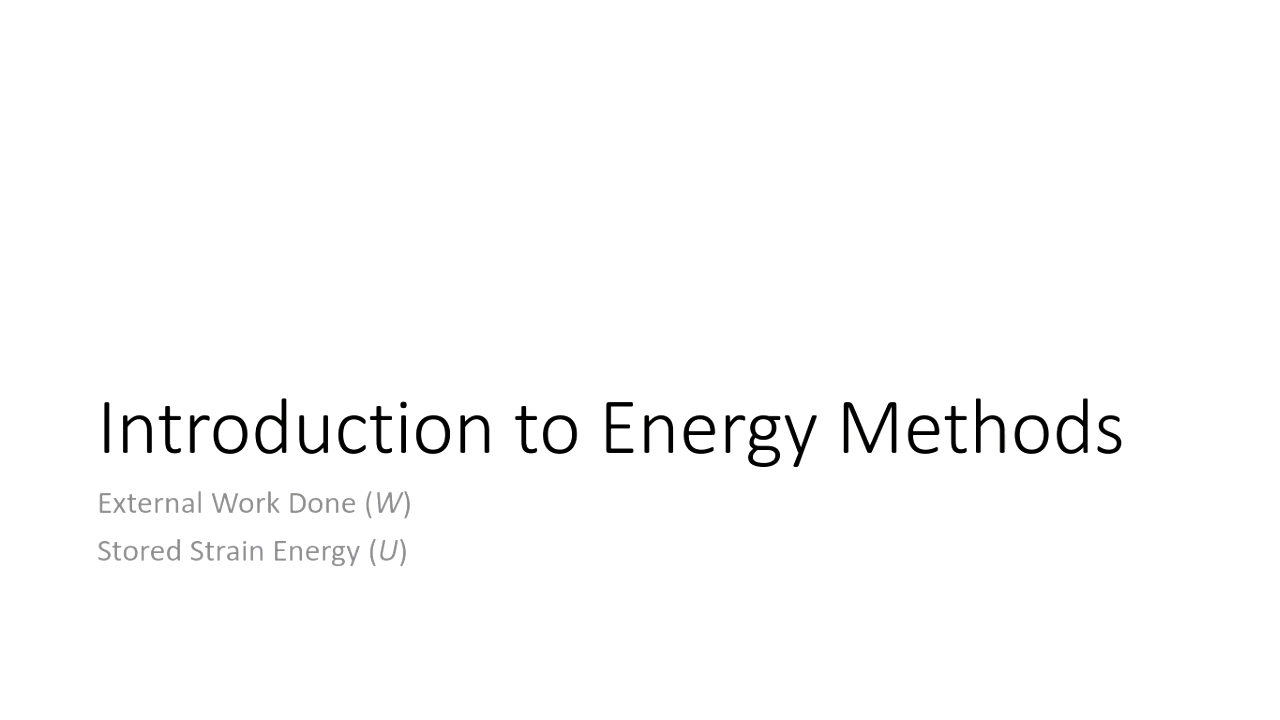 Introduction to Energy Methods
External Work Done (W)
Stored Strain Energy (U)